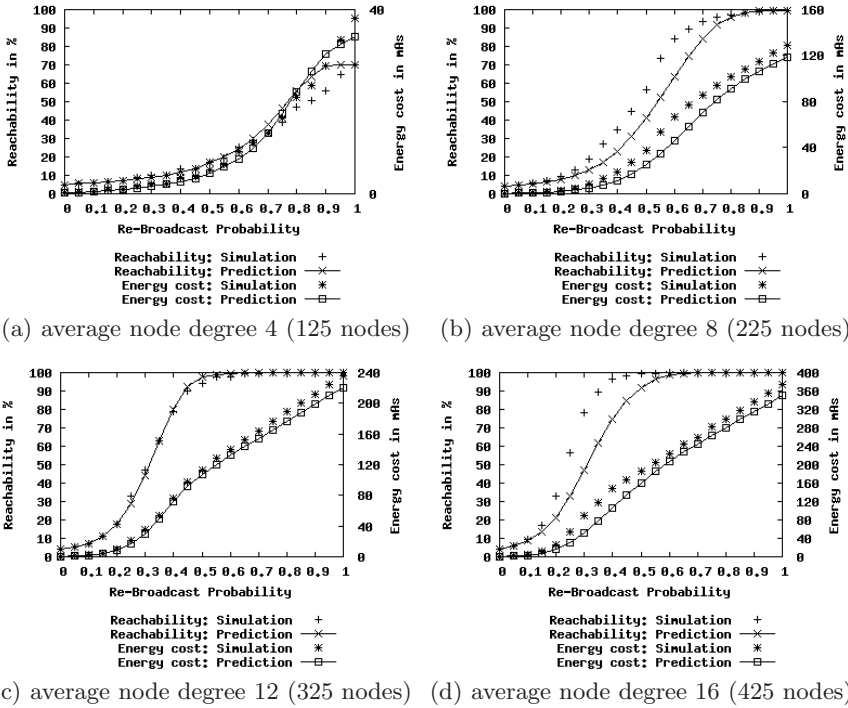 100 90 80 70 60 50 40 30 20 10 0
Reachability in %
40 0
Energy cost in mAs
0 0.1 0.2 0.3 0.4 0.5 0.6 0.7 0.8 0.9 1
Re-Broadcast Probability
Reachability: Simulation
Reachability: Prediction
Energy cost: Simulation
Energy cost: Prediction
(a) average node degree 4 (125 nodes)
100 90 80 70 60 50 40 30 20 10 0
Reachability in %
160 120 80 40 0
Energy cost in mAs
0 0.1 0.2 0.3 0.4 0.5 0.6 0.7 0.8 0.9 1
Re-Broadcast Probability
Reachability: Simulation
Reachability: Prediction
Energy cost: Simulation
Energy cost: Prediction
(b) average node degree 8 (225 nodes)
100 90 80 70 60 50 40 30 20 10 0
Reachability in %
240 200 160 120 80 40 0
Energy cost in mAs
0 0.1 0.2 0.3 0.4 0.5 0.6 0.7 0.8 0.9 1
Re-Broadcast Probability
Reachability: Simulation
Reachability: Prediction
Energy cost: Simulation
Energy cost: Prediction
c) average node degree 12 (325 nodes)
100 90 80 70 60 50 40 30 20 10 0
Reachability in %
400 360 320 280 240 200 160 120 80 40 0
Energy cost in mAs
0 0.1 0.2 0.3 0.4 0.5 0.6 0.7 0.8 0.9 1
Re-Broadcast Probability
Reachability: Simulation
Reachability: Prediction
Energy cost: Simulation
Energy cost: Prediction
(d) average node degree 16 (425 nodes)